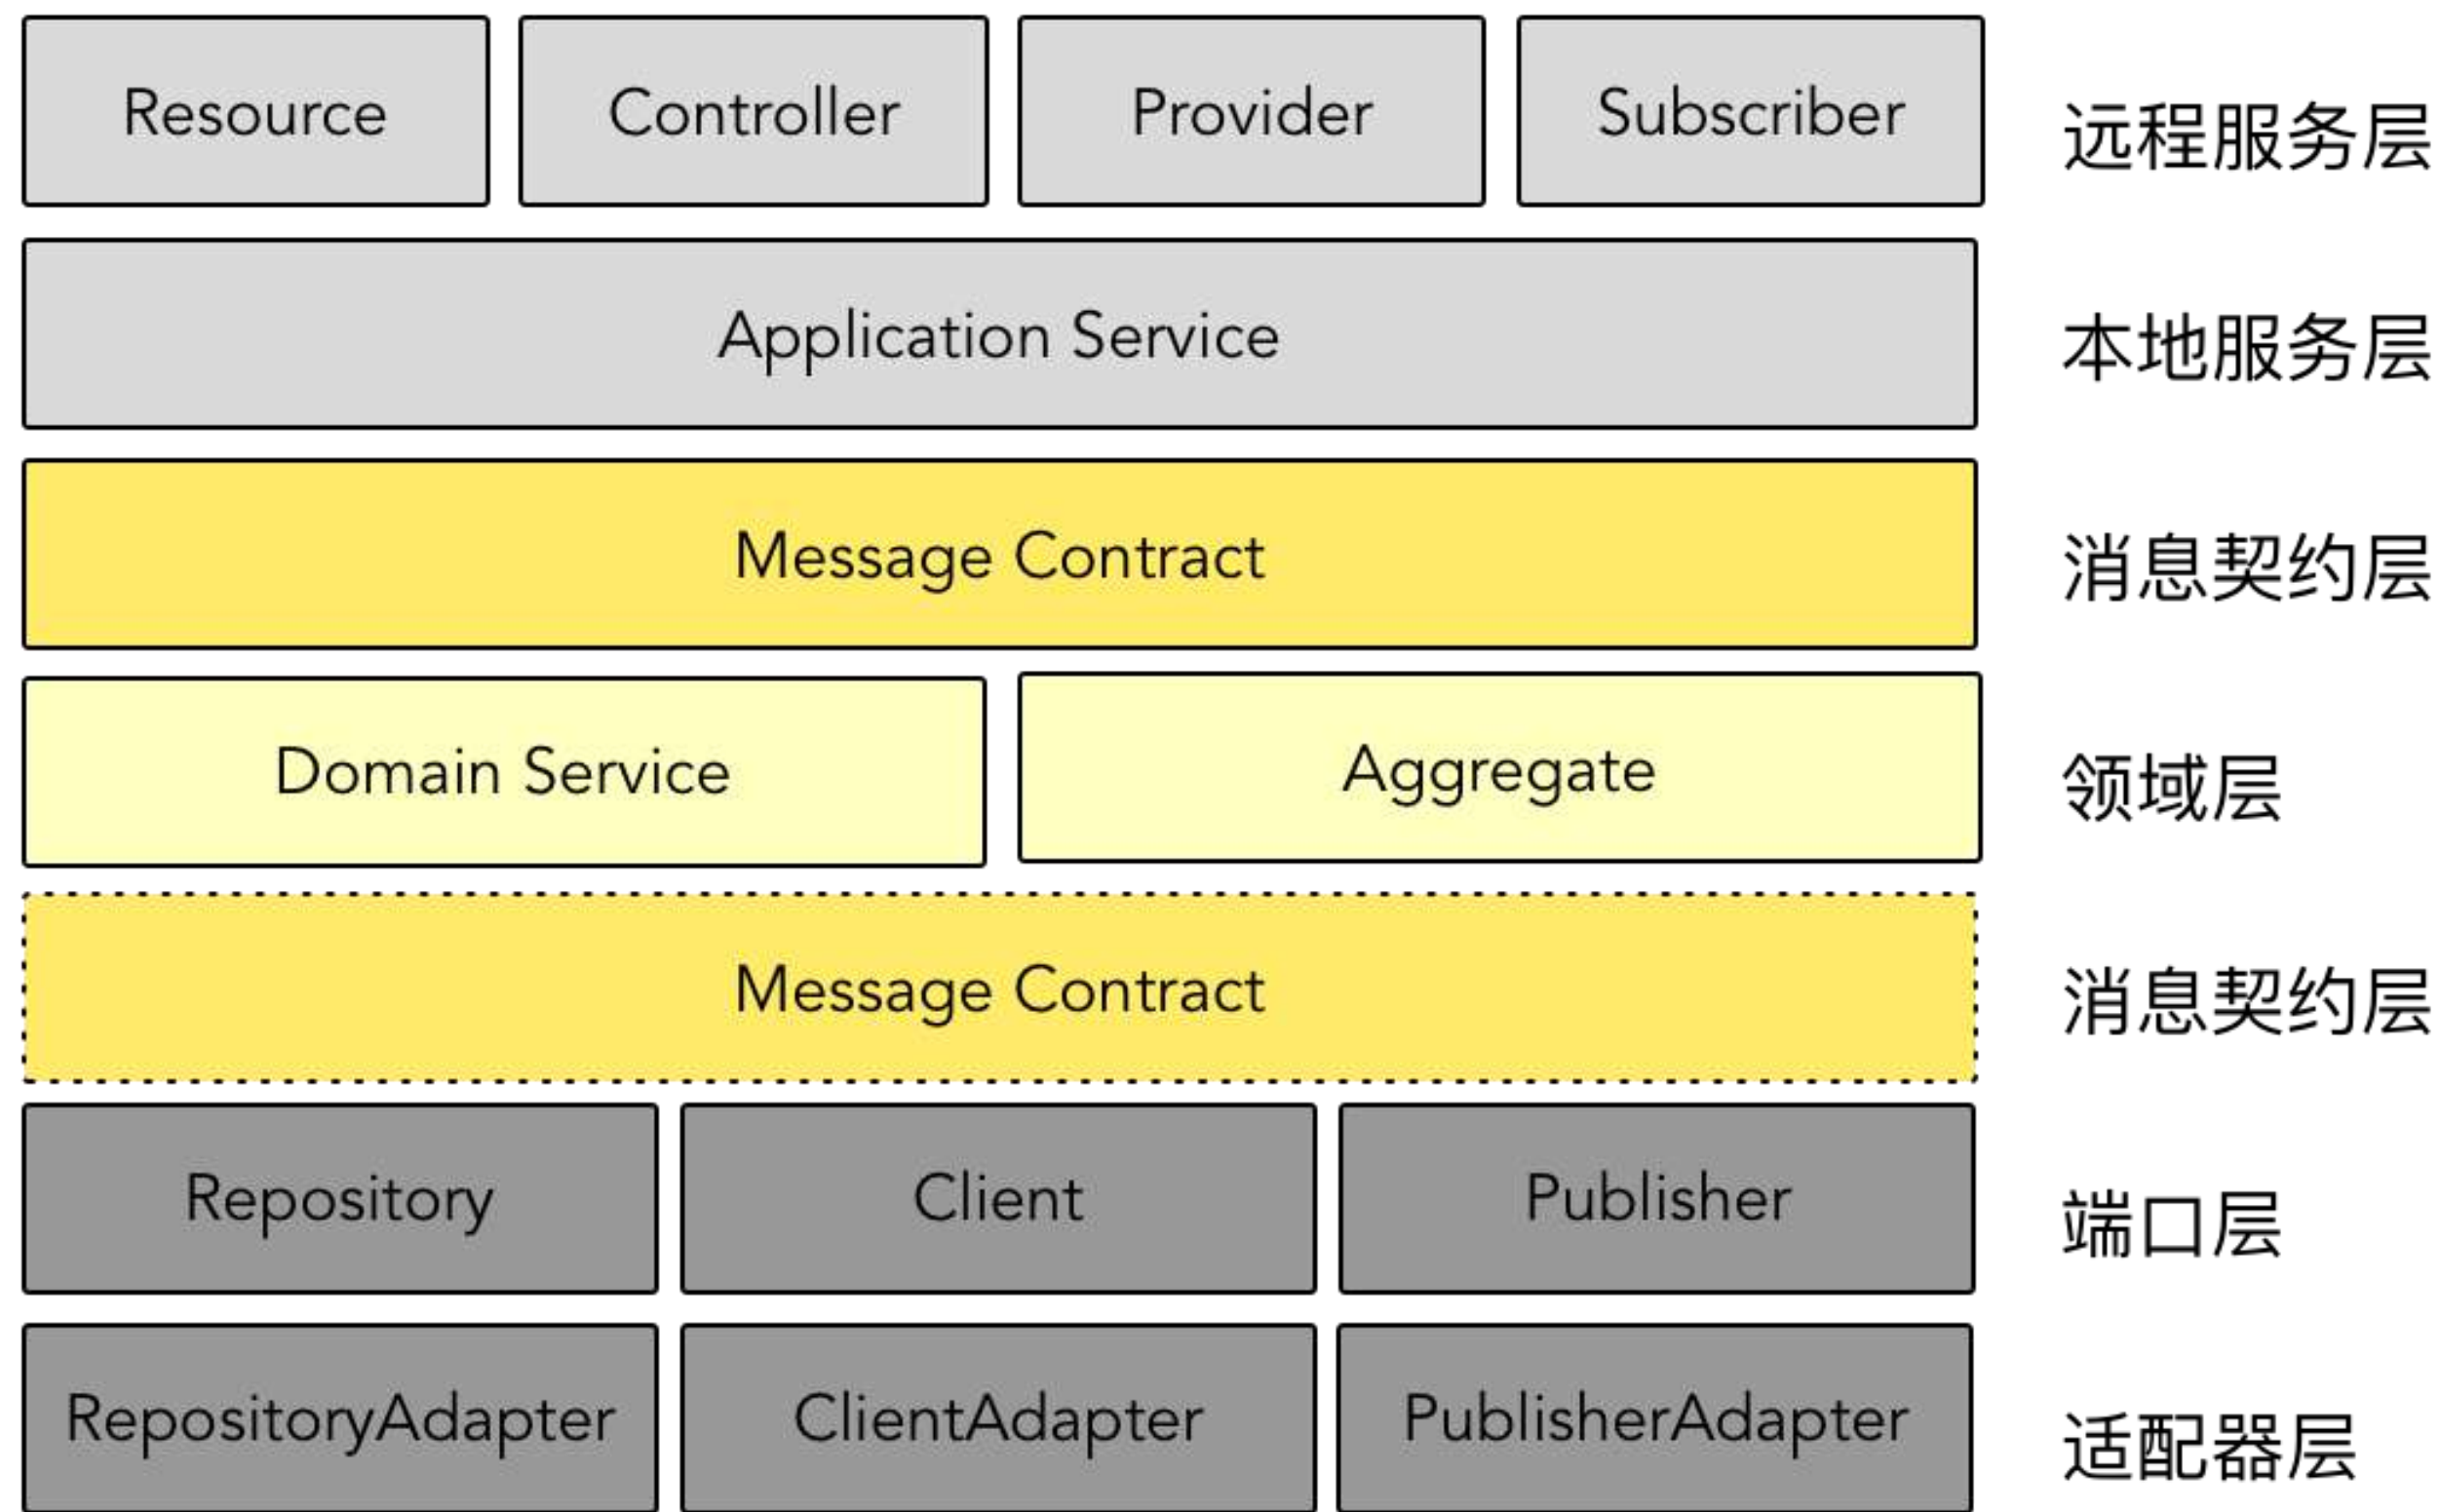 Resource Controller Provider Subscriber 远程服务层
Application Service 本地服务层
Message Contract 消息契约层
Domain Service Aggregate 领域层
Message Contract 消息契约层
Repository Client Publisher 端口层
RepositoryAdapter ClientAdapter PublisherAdapter 适配器层